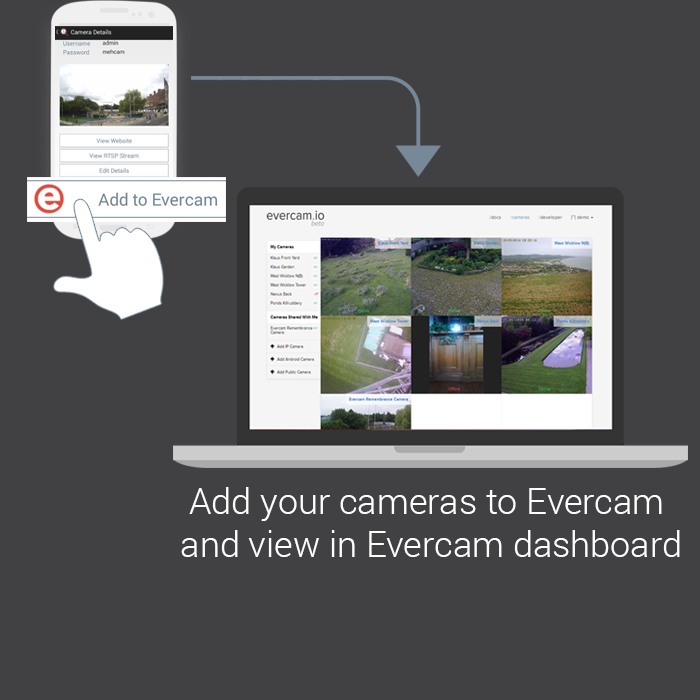 Camera Details
Username admin
Password mehcam
View Website
View RTSP Stream
Edit Details
e Add to Evercam
evercam.io
beta
/docs /cameras /developer demo
My Cameras
Klaus Front Yard
Klaus Garden
West Wicklow N(B)
West Wicklow Tower
Nexus Back off
Ponds Killruddery
Cameras Shared With Me
Evercam Remembrance
Camera
Add IP Camera
Add Android Camera
Add Public Camera
Klaus Front Yard
Klaus Garden
West Wicklow N(B)
West Wicklow Tower
Nexus Back
Ponds Killruddery
Offline
Evercam Remembrance Camera
Add your cameras to Evercam
and view in Evercam dashboard